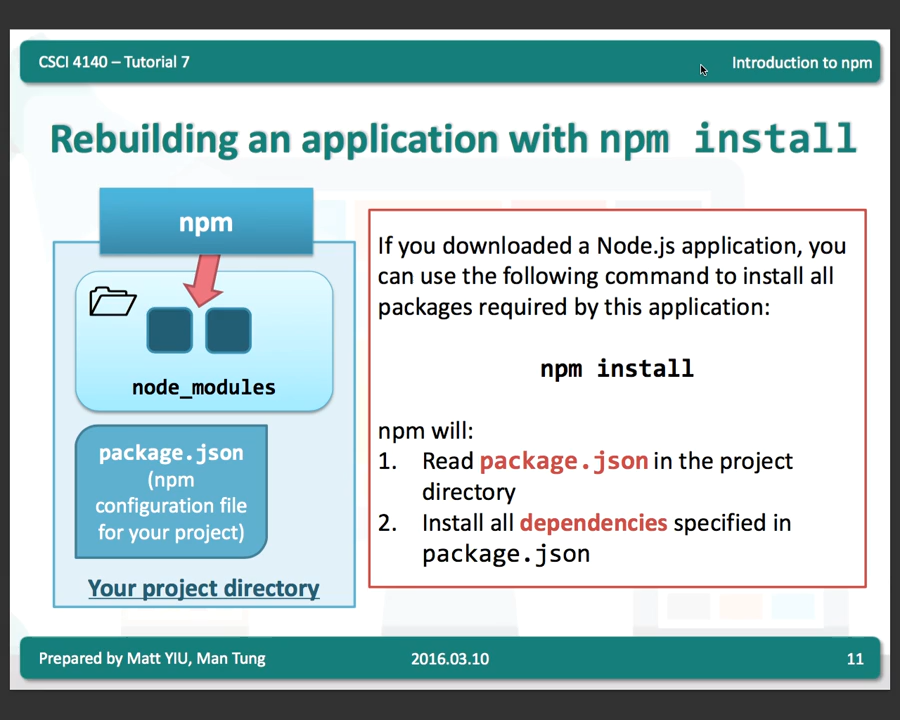 CSCI 4140 – Tutorial 7
Introduction to npm
Rebuilding an application with npm install
npm
node_modules
package.json
(npm
configuration file
for your project)
Your project directory
If you downloaded a Node.js application, you
can use the following command to install all
packages required by this application:
npm install
npm will:
1. Read package.json in the project
directory
2. Install all dependencies specified in
package.json
Prepared by Matt YIU, Man Tung
2016.03.10
11